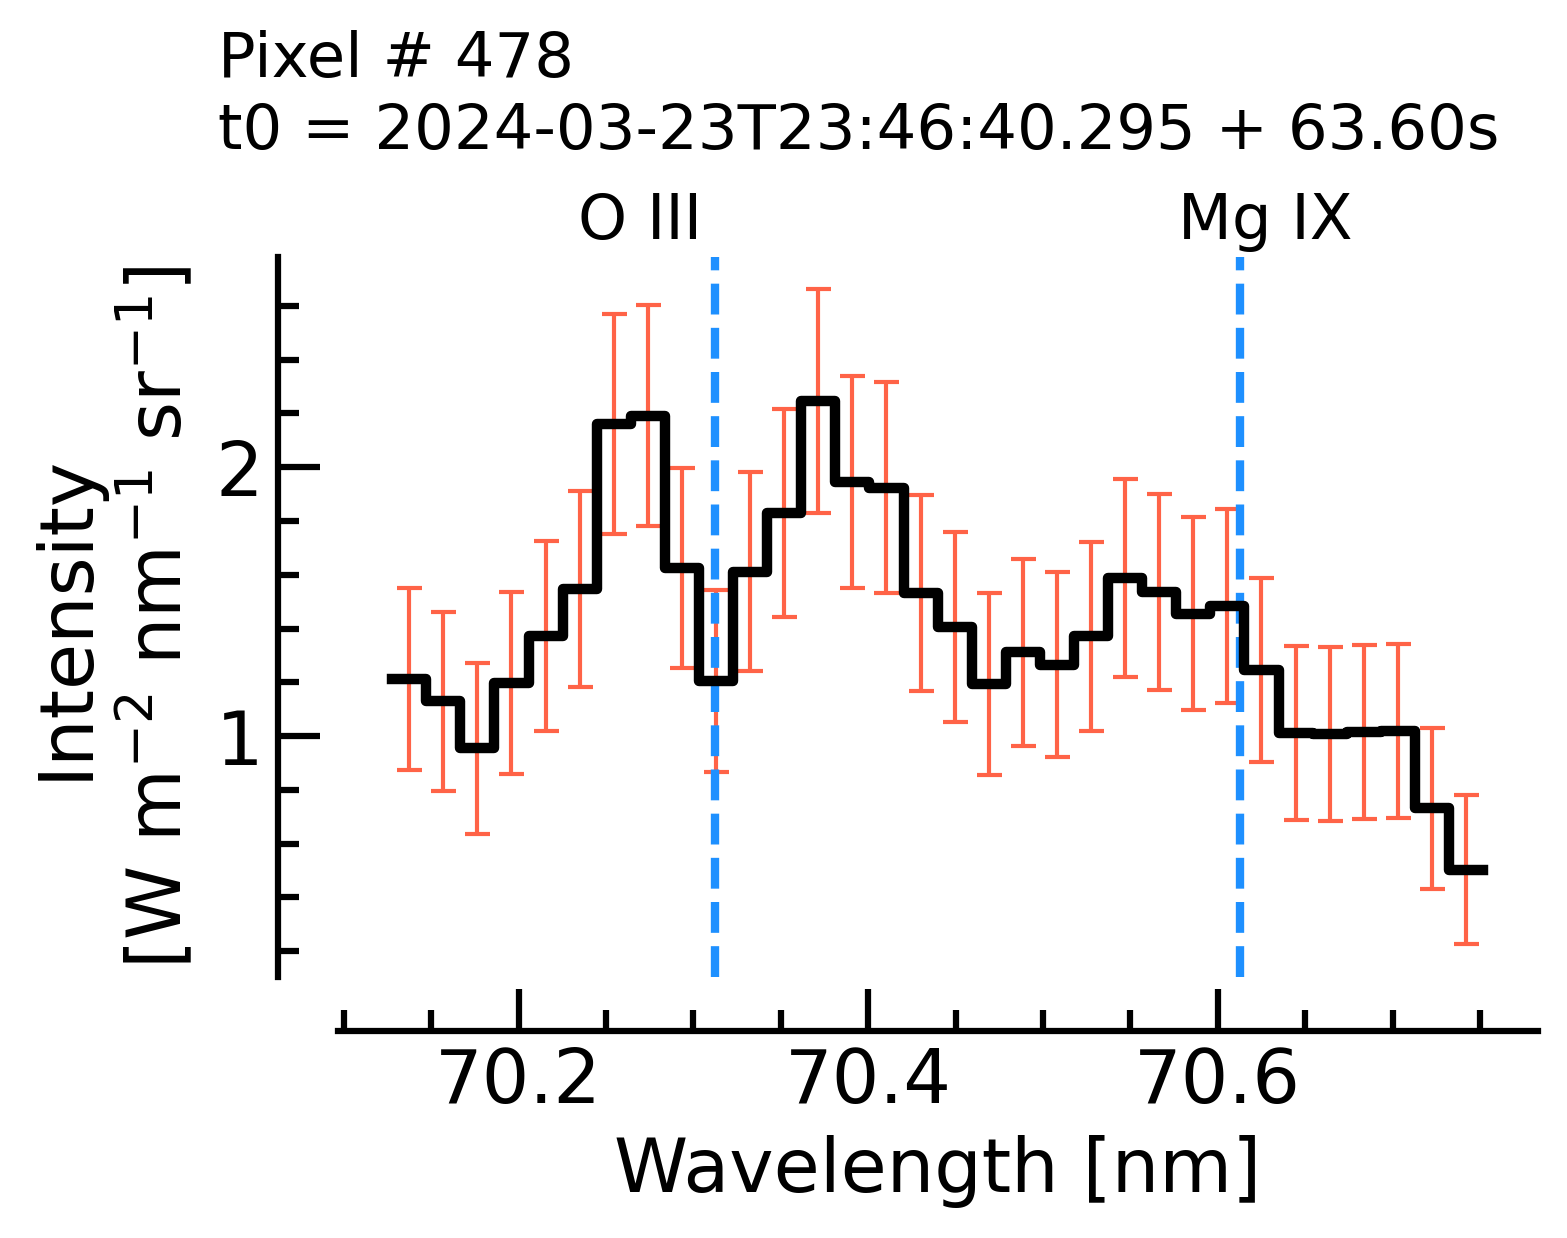 Pixel # 478
t0 = 2024-03-23T23:46:40.295 + 63.60s
O III
Mg IX
Intensity
[W m⁻² nm⁻¹ sr⁻¹]
2
1
70.2
70.4
70.6
Wavelength [nm]